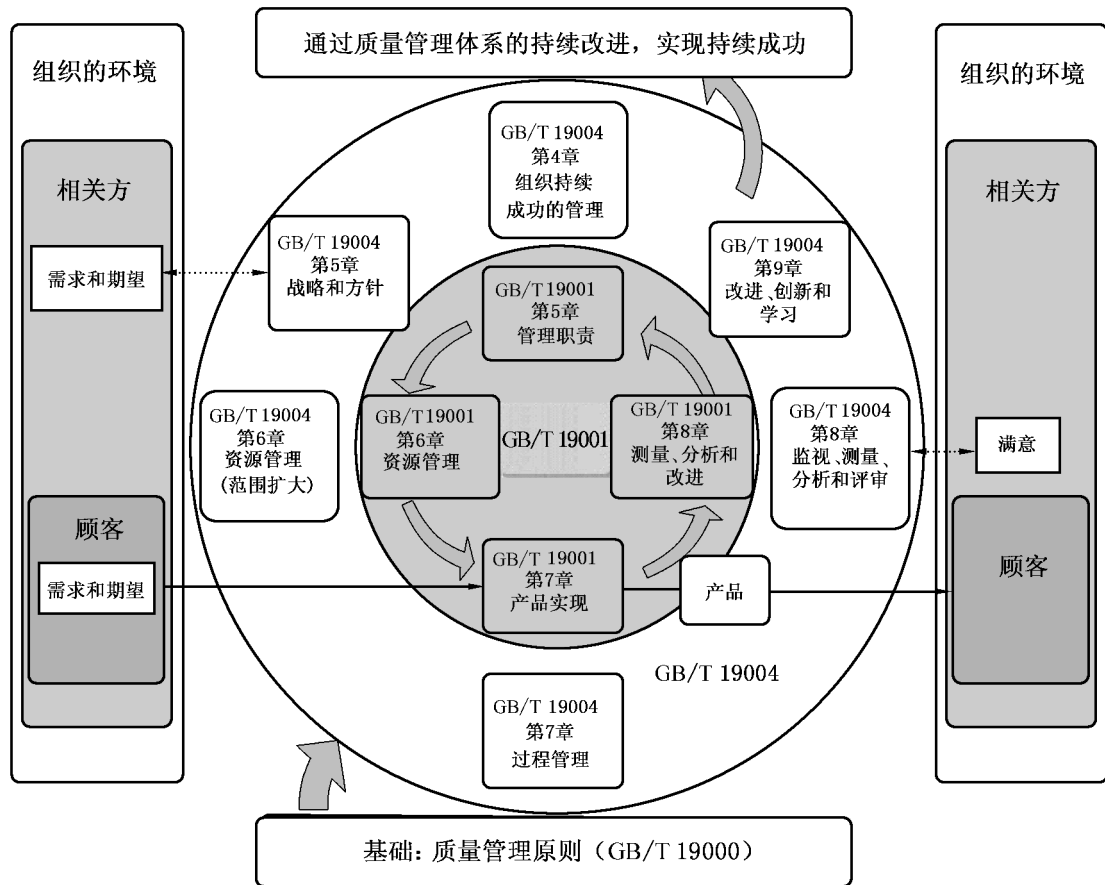 通过质量管理体系的持续改进，实现持续成功
组织的环境
相关方
需求和期望
顾客
需求和期望
GB/T 19004
第4章
组织持续
成功的管理
GB/T 19004
第5章
战略和方针
GB/T 19004
第9章
改进、创新和
学习
GB/T 19001
第5章
管理职责
GB/T 19004
第6章
资源管理
(范围扩大)
GB/T19001
第6章
资源管理
GB/T 19001
GB/T 19001
第8章
测量、分析和
改进
GB/T 19004
第8章
监视、测量、
分析和评审
GB/T 19001
第7章
产品实现
产品
GB/T 19004
GB/T 19004
第7章
过程管理
组织的环境
相关方
满意
顾客
基础：质量管理原则（GB/T 19000）